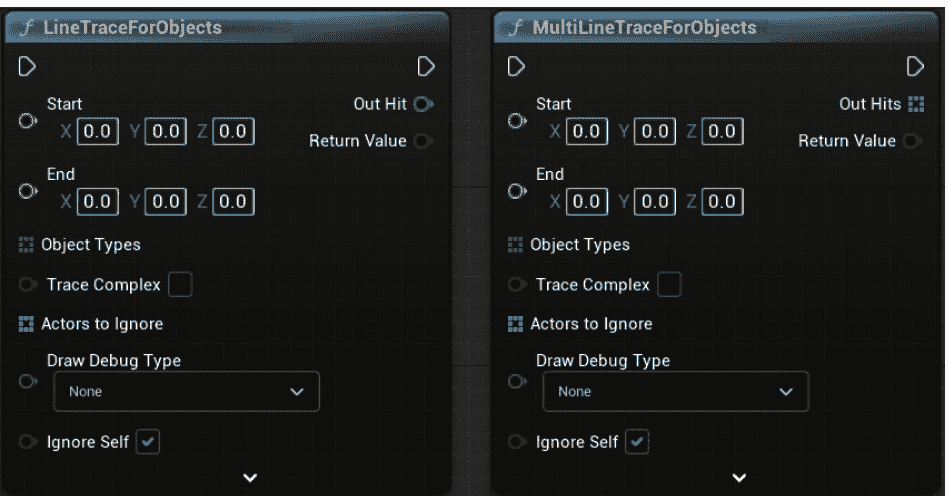 f LineTraceForObjects
Start
Out Hit
X 0.0 Y 0.0 Z 0.0
Return Value
End
X 0.0 Y 0.0 Z 0.0
Object Types
Trace Complex
Actors to Ignore
Draw Debug Type
None
Ignore Self
f MultiLineTraceForObjects
Start
Out Hits
X 0.0 Y 0.0 Z 0.0
Return Value
End
X 0.0 Y 0.0 Z 0.0
Object Types
Trace Complex
Actors to Ignore
Draw Debug Type
None
Ignore Self